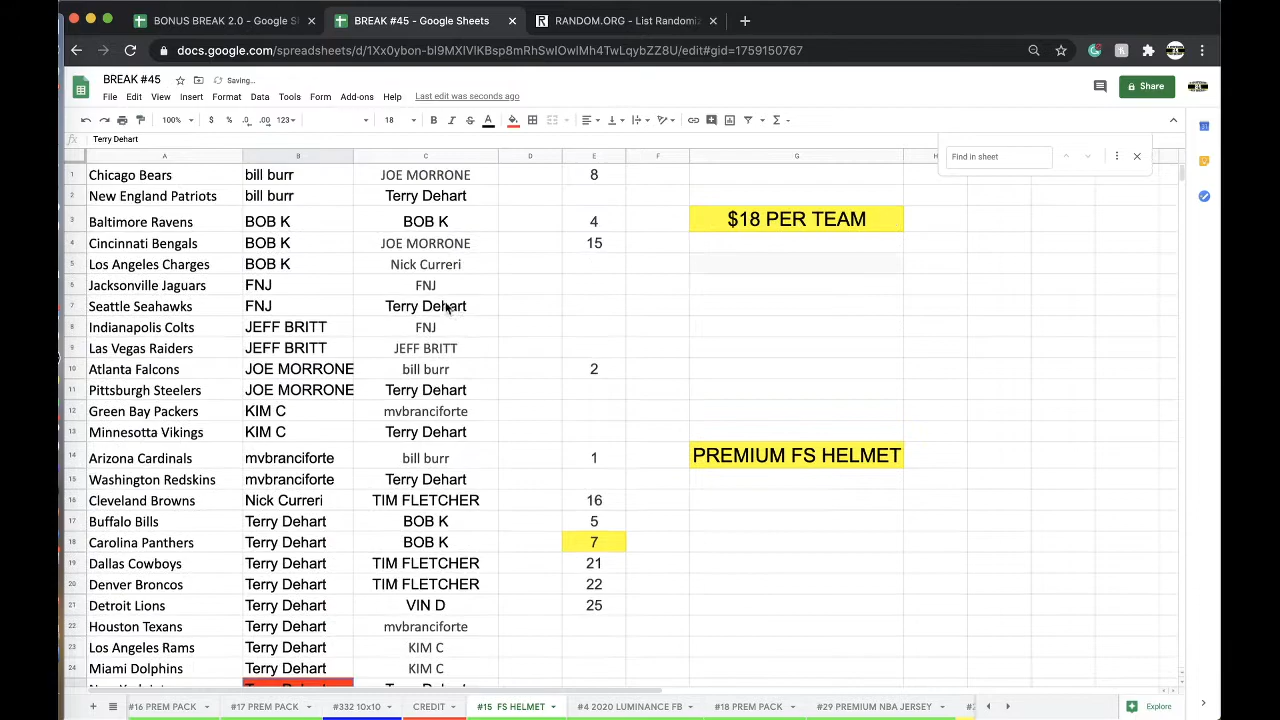 BONUS BREAK 2.0 - Google S
BREAK #45 - Google Sheets
RANDOM.ORG - List Randomi
docs.google.com/spreadsheets/d/1Xx0ybon-bI9MXIVIKBsp8mRhSwIOwIMh4TwLqybZZ8U/edit#gid=1759150767
BREAK #45 Saving...
File Edit View Insert Format Data Tools Form Add-ons Help Last edit was seconds ago
Share
100% $ % .0 .00 123 18 B I S A
fx Terry Dehart
Find in sheet
A B C D E F G H
1 Chicago Bears bill burr JOE MORRONE 8
2 New England Patriots bill burr Terry Dehart
3 Baltimore Ravens BOB K BOB K 4 $18 PER TEAM
4 Cincinnati Bengals BOB K JOE MORRONE 15
5 Los Angeles Charges BOB K Nick Curreri
6 Jacksonville Jaguars FNJ FNJ
7 Seattle Seahawks FNJ Terry Dehart
8 Indianapolis Colts JEFF BRITT FNJ
9 Las Vegas Raiders JEFF BRITT JEFF BRITT
10 Atlanta Falcons JOE MORRONE bill burr 2
11 Pittsburgh Steelers JOE MORRONE Terry Dehart
12 Green Bay Packers KIM C mvbranciforte
13 Minnesotta Vikings KIM C Terry Dehart
14 Arizona Cardinals mvbranciforte bill burr 1 PREMIUM FS HELMET
15 Washington Redskins mvbranciforte Terry Dehart
16 Cleveland Browns Nick Curreri TIM FLETCHER 16
17 Buffalo Bills Terry Dehart BOB K 5
18 Carolina Panthers Terry Dehart BOB K 7
19 Dallas Cowboys Terry Dehart TIM FLETCHER 21
20 Denver Broncos Terry Dehart TIM FLETCHER 22
21 Detroit Lions Terry Dehart VIN D 25
22 Houston Texans Terry Dehart mvbranciforte
23 Los Angeles Rams Terry Dehart KIM C
24 Miami Dolphins Terry Dehart KIM C
#16 PREM PACK #17 PREM PACK #332 10x10 CREDIT #15 FS HELMET #4 2020 LUMINANCE FB #18 PREM PACK #29 PREMIUM NBA JERSEY Explore